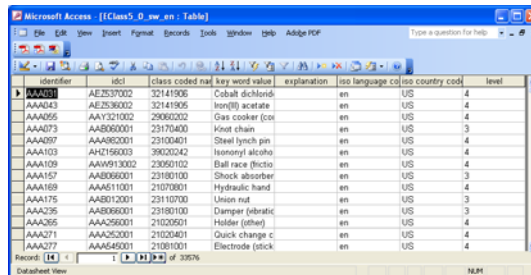 Microsoft Access - [EClass5_0_sw_en : Table]
File Edit View Insert Format Records Tools Window Help Adobe PDF Type a question for help
identifier idcl class coded nam key word value explanation iso language co iso country code level
AAA031 AEZ537002 32141906 Cobalt dichloride en US 4
AAA043 AEZ536002 32141905 Iron(III) acetate en US 4
AAA055 AAY321002 29060202 Gas cooker (cor en US 4
AAA073 AAB060001 23170400 Knot chain en US 3
AAA097 AAA982001 23100401 Steel lynch pin en US 4
AAA103 AHZ156003 39020242 Isononyl alcoho en US 4
AAA109 AAW913002 23050102 Ball race (frictio en US 4
AAA157 AAB066001 23180100 Shock absorber en US 3
AAA169 AAA511001 21070801 Hydraulic hand en US 4
AAA175 AAB012001 23110700 Union nut en US 3
AAA235 AAB066001 23180100 Damper (vibratic en US 3
AAA265 AAA256001 21020501 Holder (other) en US 4
AAA271 AAA252001 21020401 Quick change c en US 4
AAA277 AAA545001 21081001 Electrode (stick en US 4
Record: 1 of 33576
Datasheet View NUM